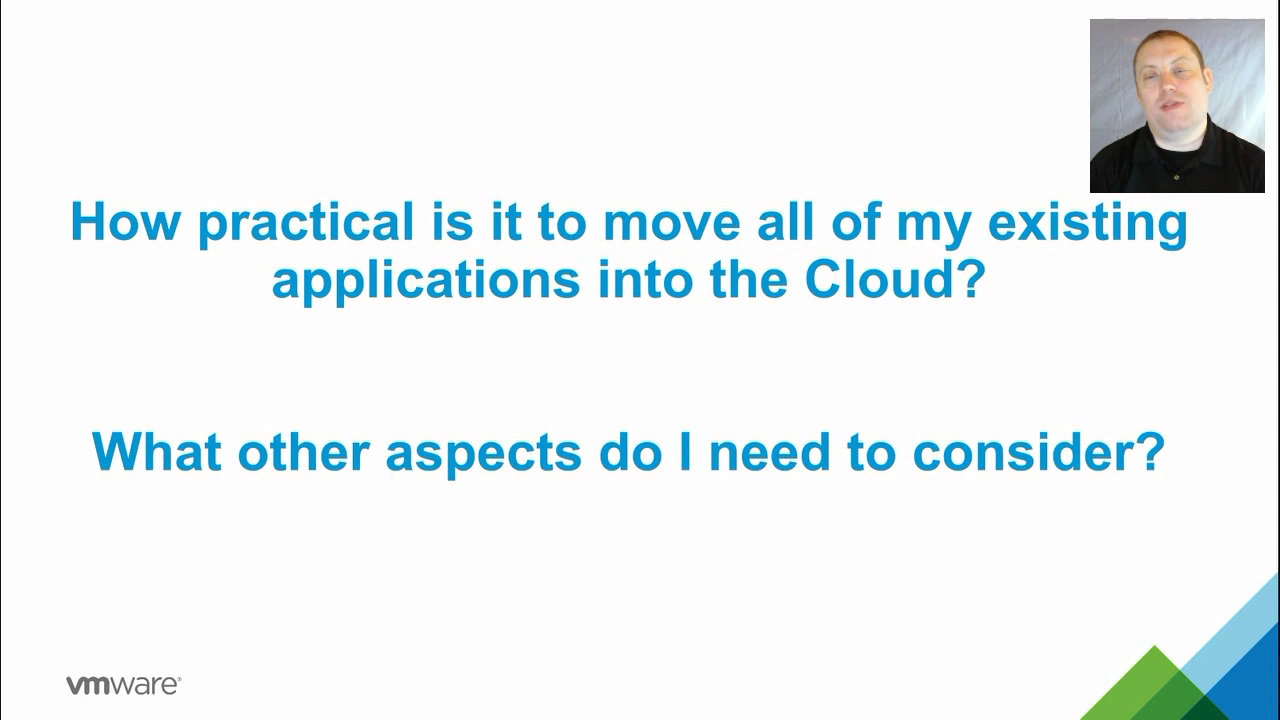 How practical is it to move all of my existing
applications into the Cloud?
What other aspects do I need to consider?
vmware®